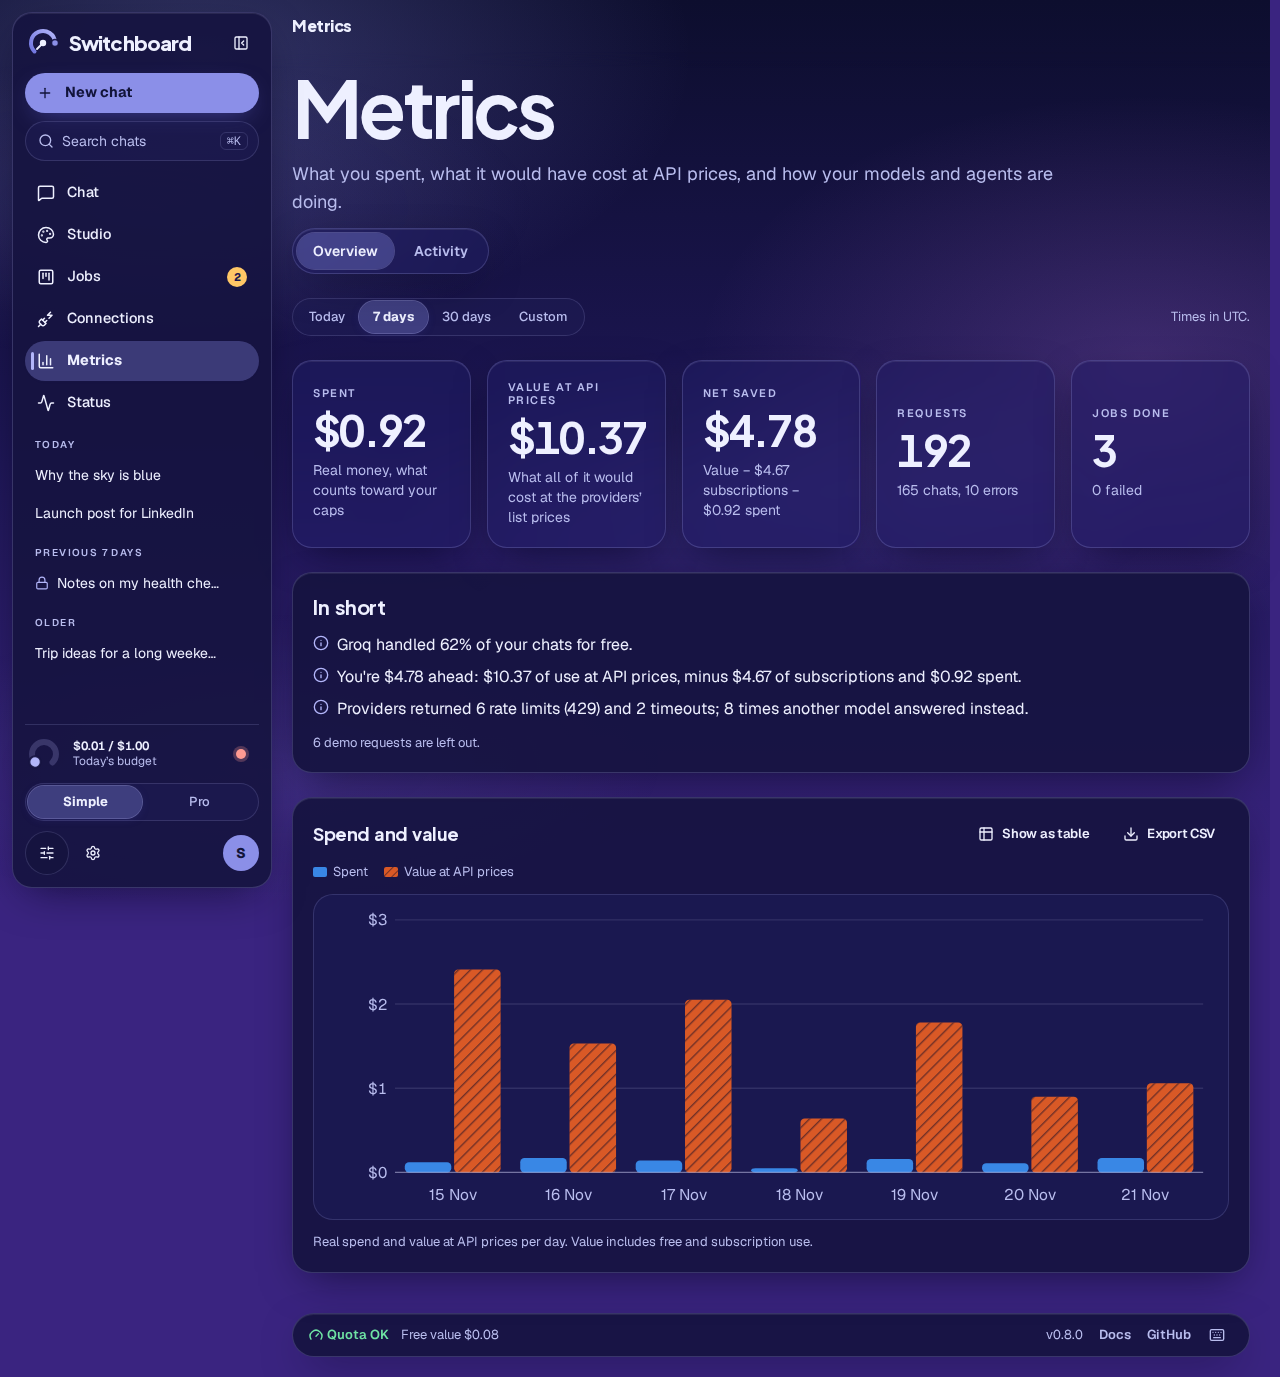 Switchboard
New chat
Search chats ⌘K
Chat
Studio
Jobs 2
Connections
Metrics
Status
TODAY
Why the sky is blue
Launch post for LinkedIn
PREVIOUS 7 DAYS
Notes on my health che…
OLDER
Trip ideas for a long weeke…
$0.01 / $1.00
Today's budget
Simple Pro
S
Metrics
Metrics
What you spent, what it would have cost at API prices, and how your models and agents are
doing.
Overview Activity
Today 7 days 30 days Custom
Times in UTC.
SPENT
$0.92
Real money, what
counts toward your
caps
VALUE AT API
PRICES
$10.37
What all of it would
cost at the providers'
list prices
NET SAVED
$4.78
Value − $4.67
subscriptions −
$0.92 spent
REQUESTS
192
165 chats, 10 errors
JOBS DONE
3
0 failed
In short
Groq handled 62% of your chats for free.
You're $4.78 ahead: $10.37 of use at API prices, minus $4.67 of subscriptions and $0.92 spent.
Providers returned 6 rate limits (429) and 2 timeouts; 8 times another model answered instead.
6 demo requests are left out.
Spend and value
Show as table Export CSV
Spent Value at API prices
$3
$2
$1
$0
15 Nov 16 Nov 17 Nov 18 Nov 19 Nov 20 Nov 21 Nov
Real spend and value at API prices per day. Value includes free and subscription use.
Quota OK Free value $0.08
v0.8.0 Docs GitHub